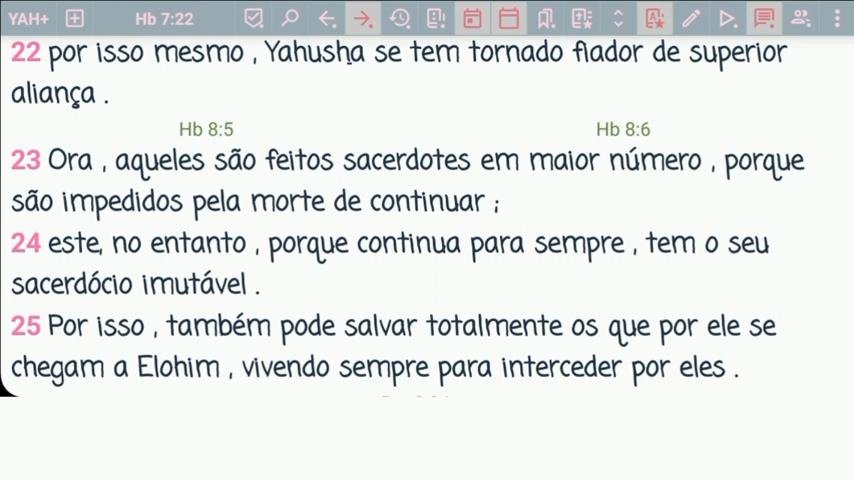 YAH+ Hb 7:22
22 por isso mesmo , Yahusha se tem tornado fiador de superior
aliança .
Hb 8:5 Hb 8:6
23 Ora , aqueles são feitos sacerdotes em maior número , porque
são impedidos pela morte de continuar ;
24 este, no entanto , porque continua para sempre , tem o seu
sacerdócio imutável .
25 Por isso , também pode salvar totalmente os que por ele se
chegam a Elohim , vivendo sempre para interceder por eles .